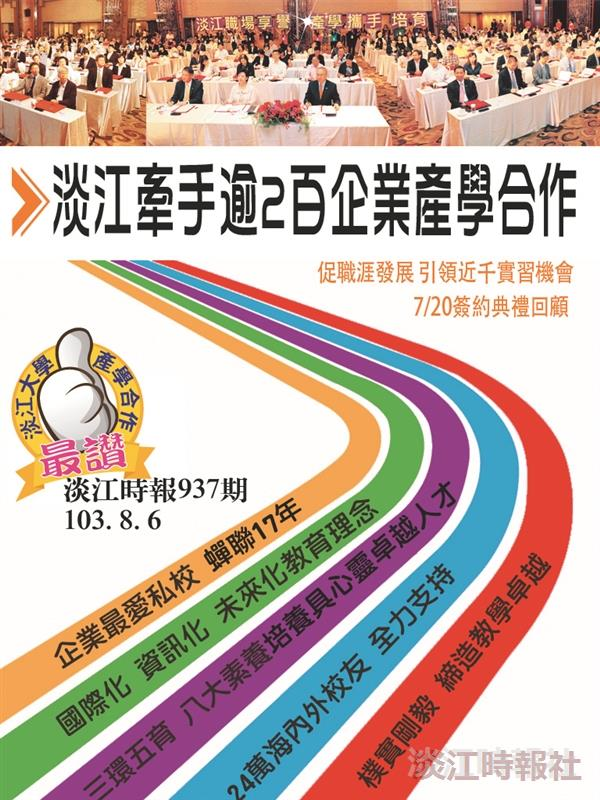 淡江職場享譽 產學攜手培育
淡江牽手逾2百企業產學合作
促職涯發展 引領近千實習機會
7/20簽約典禮回顧
淡江大學 產學合作
最讚
淡江時報937期
103. 8. 6
企業最愛私校 蟬聯17年
國際化 資訊化 未來化教育理念
三環五育 八大素養培養具心靈卓越人才
24萬海內外校友 全力支持
樸實剛毅 締造教學卓越
淡江時報社